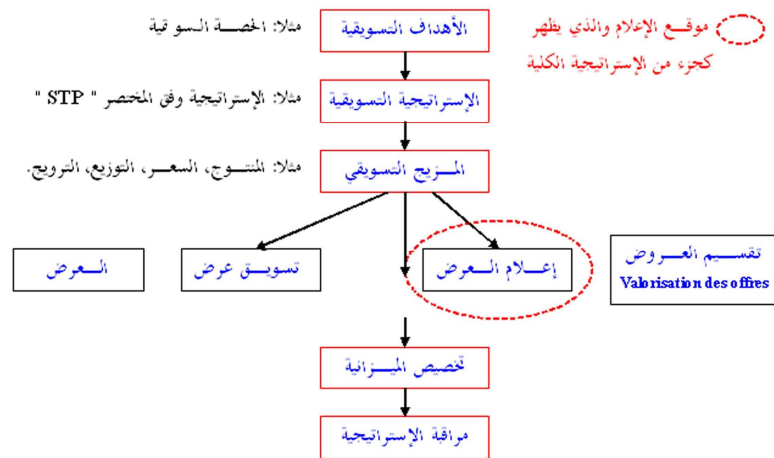 موقع الإعلام والذي يظهر
كجزء من الإستراتيجية الكلية
الأهداف التسويقية
مثلا: الحصة السوقية
الإستراتيجية التسويقية
مثلا: الإستراتيجية وفق المختصر " STP "
المزيج التسويقي
مثلا: المنتوج، السعر، التوزيع، الترويج.
تقسيم العروض
Valorisation des offres
إعلام العرض
تسويق عرض
العرض
تخصيص الميزانية
مراقبة الإستراتيجية